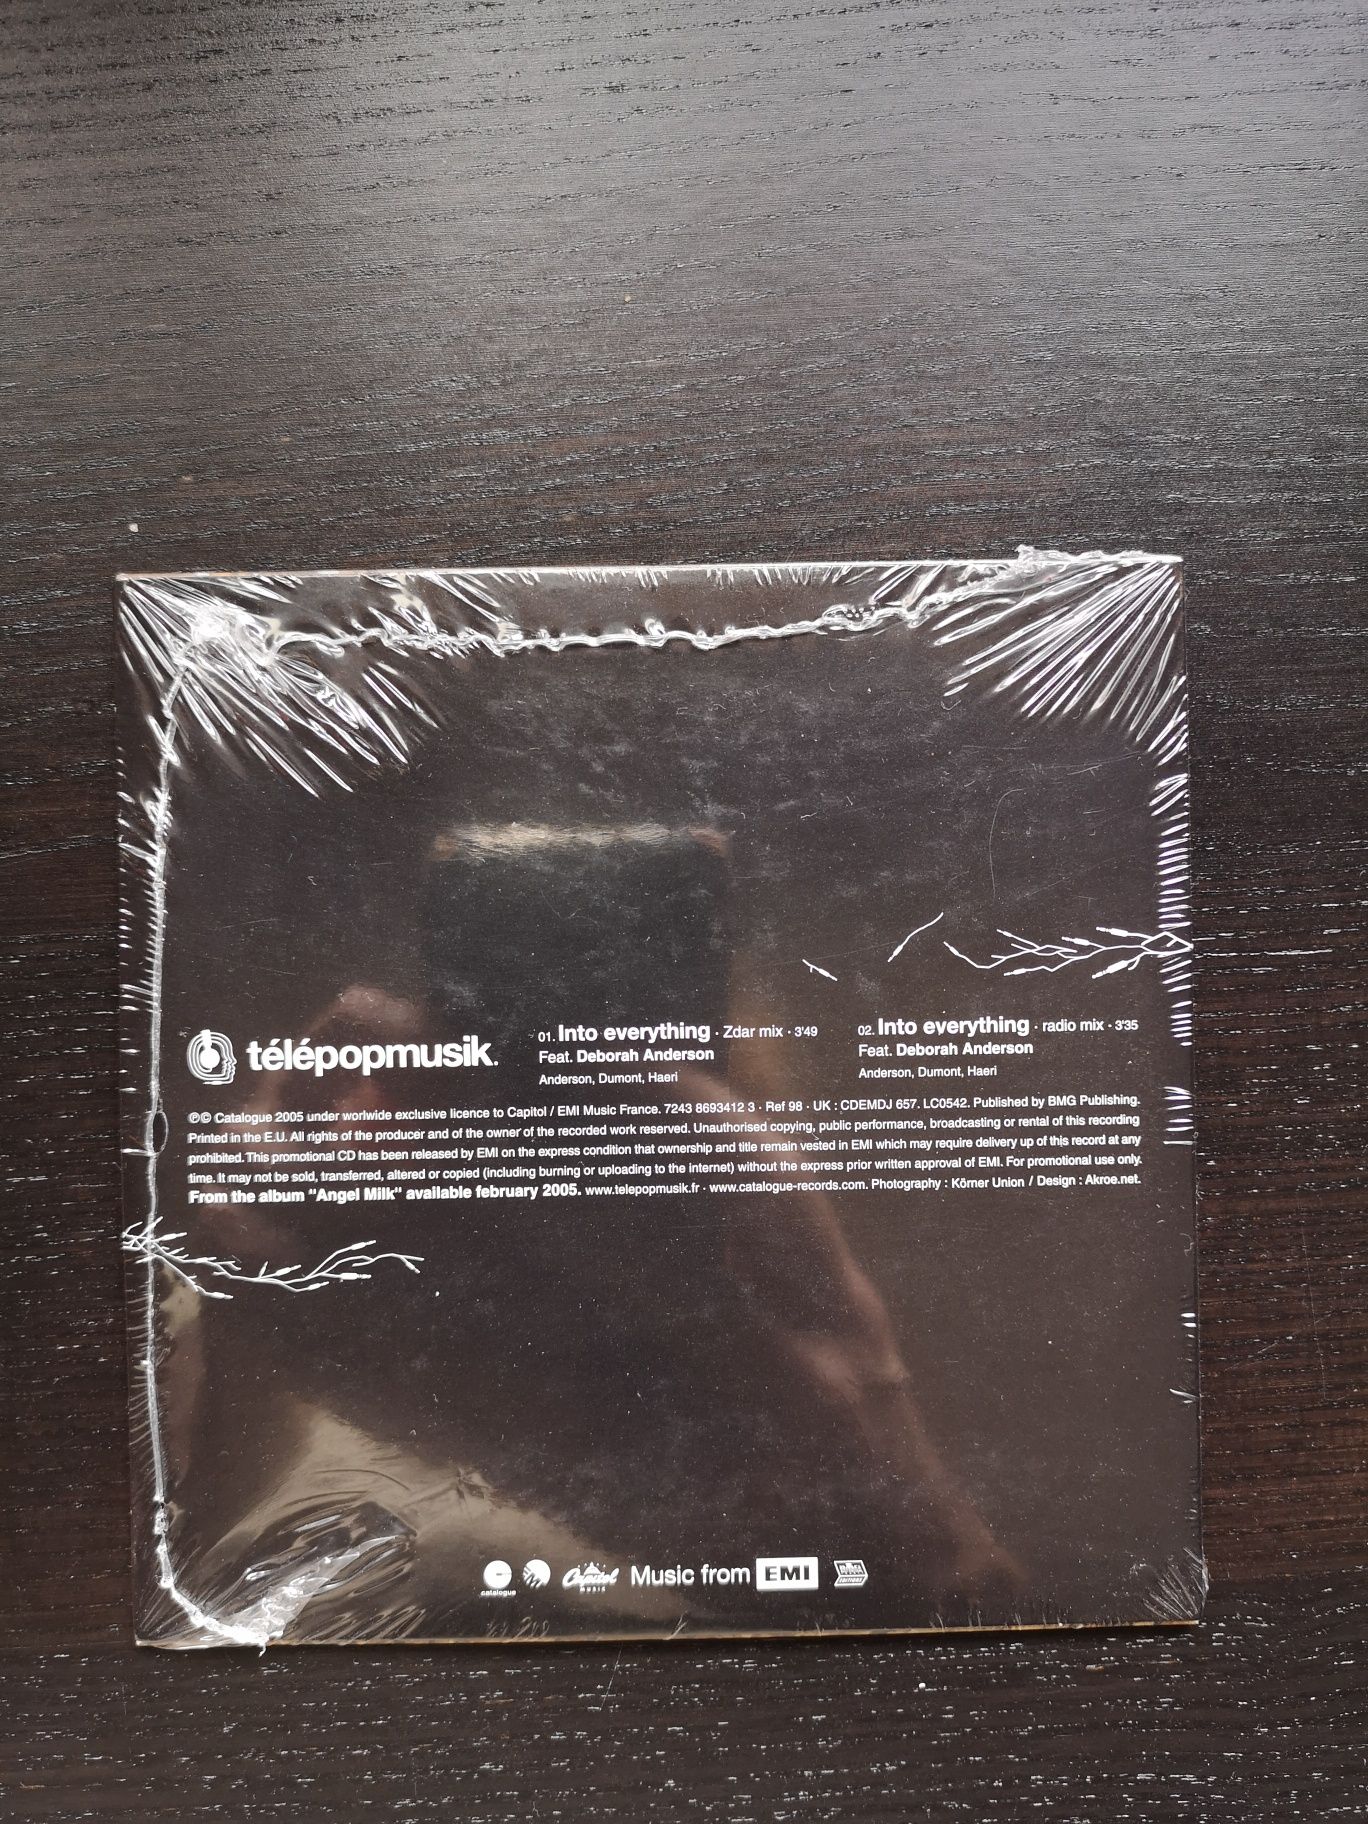 télépopmusik.
01. Into everything · Zdar mix · 3'49
Feat. Deborah Anderson
Anderson, Dumont, Haeri
02. Into everything · radio mix · 3'35
Feat. Deborah Anderson
Anderson, Dumont, Haeri
℗© Catalogue 2005 under worlwide exclusive licence to Capitol / EMI Music France. 7243 8693412 3 · Ref 98 · UK : CDEMDJ 657. LC0542. Published by BMG Publishing.
Printed in the E.U. All rights of the producer and of the owner of the recorded work reserved. Unauthorised copying, public performance, broadcasting or rental of this recording
prohibited. This promotional CD has been released by EMI on the express condition that ownership and title remain vested in EMI which may require delivery up of this record at any
time. It may not be sold, transferred, altered or copied (including burning or uploading to the internet) without the express prior written approval of EMI. For promotional use only.
From the album "Angel Milk" available february 2005. www.telepopmusik.fr · www.catalogue-records.com. Photography : Körner Union / Design : Akroe.net.
catalogue
Capitol
MUSIC
Music from EMI
BMG
EDITIONS